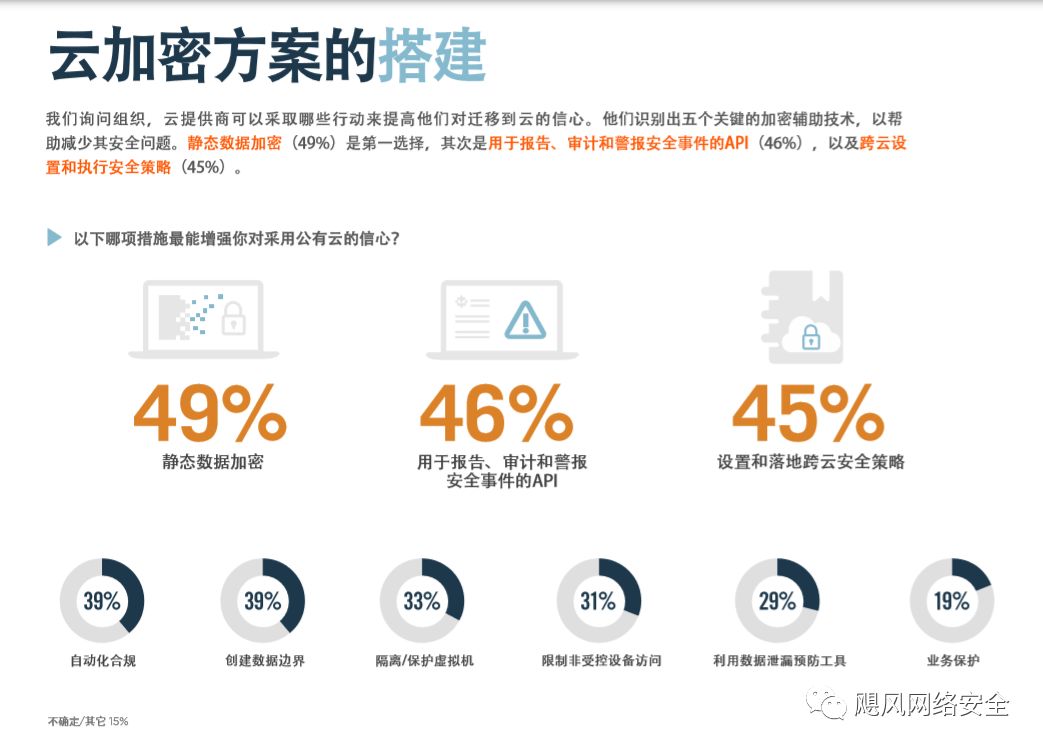 云加密方案的搭建
我们询问组织，云提供商可以采取哪些行动来提高他们对迁移到云的信心。他们识别出五个关键的加密辅助技术，以帮
助减少其安全问题。静态数据加密（49%）是第一选择，其次是用于报告、审计和警报安全事件的API（46%），以及跨云设
置和执行安全策略（45%）。
以下哪项措施最能增强你对采用公有云的信心？
49%
静态数据加密
46%
用于报告、审计和警报
安全事件的API
45%
设置和落地跨云安全策略
39%
自动化合规
39%
创建数据边界
33%
隔离/保护虚拟机
31%
限制非受控设备访问
29%
利用数据泄漏预防工具
19%
业务保护
不确定/其它 15%
飓风网络安全